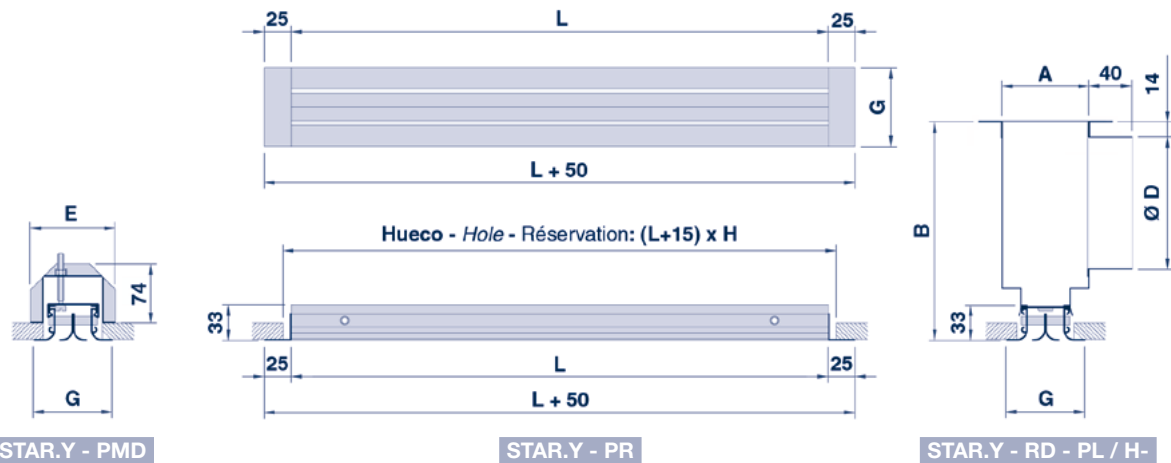 25 L 25
G
L + 50
A 40 14
B
Ø D
33
G
E
74
G
Hueco - Hole - Réservation: (L+15) x H
33
25 L 25
L + 50
STAR.Y - PMD
STAR.Y - PR
STAR.Y - RD - PL / H-